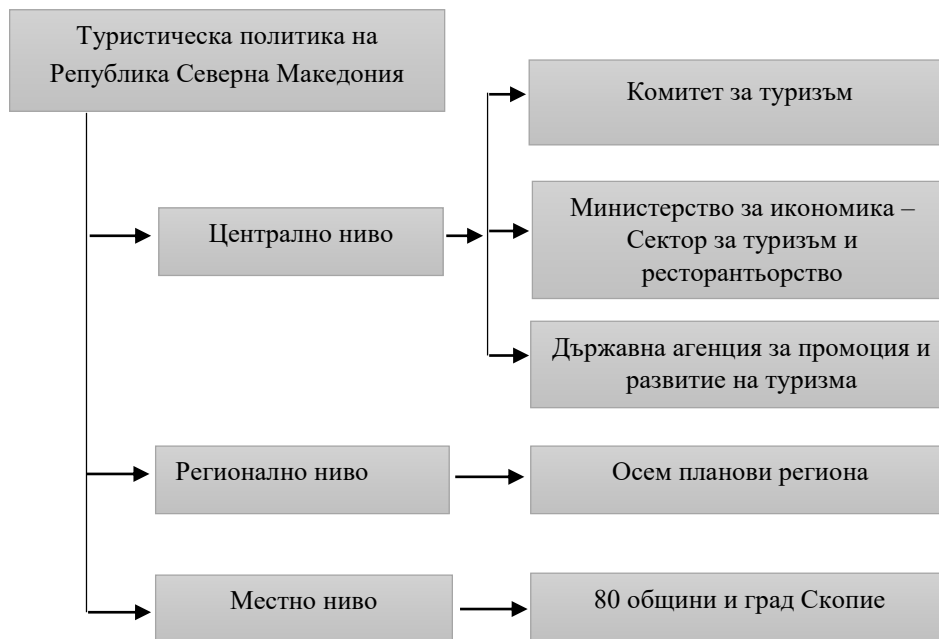 Туристическа политика на
Република Северна Македония
Комитет за туризъм
Централно ниво
Министерство за икономика –
Сектор за туризъм и
ресторантьорство
Държавна агенция за промоция и
развитие на туризма
Регионално ниво
Осем планови региона
Местно ниво
80 общини и град Скопие